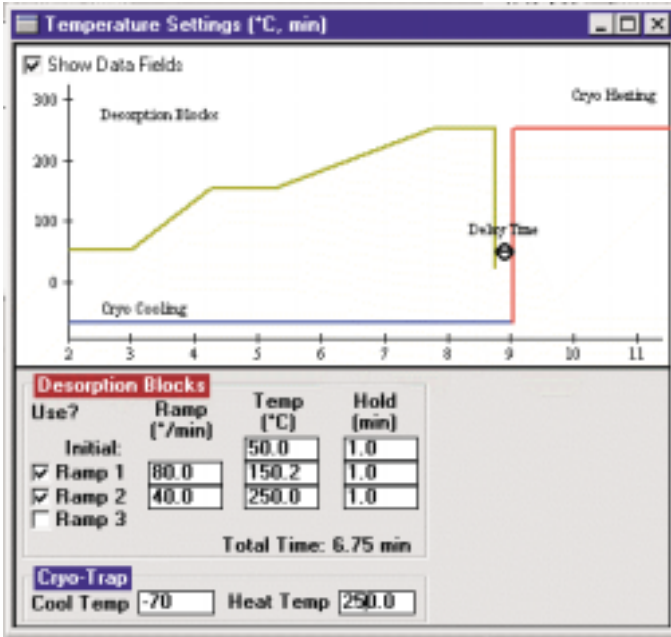 Temperature Settings (°C, min)
Show Data Fields
300
Cryo Heating
Desorption Blocks
200
100
Delay Time
0
Cryo Cooling
2 3 4 5 6 7 8 9 10 11
Desorption Blocks
Use? Ramp (°/min) Temp (°C) Hold (min)
Initial: 50.0 1.0
Ramp 1 80.0 150.2 1.0
Ramp 2 40.0 250.0 1.0
Ramp 3
Total Time: 6.75 min
Cryo-Trap
Cool Temp -70 Heat Temp 250.0